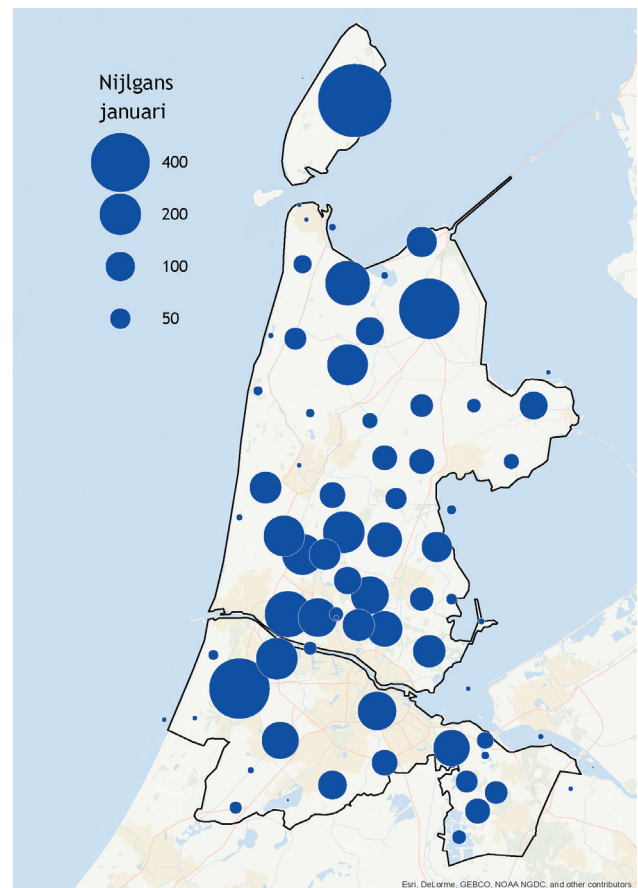 Nijlgans
januari
400
200
100
50
Esri, DeLorme, GEBCO, NOAA NGDC, and other contributors